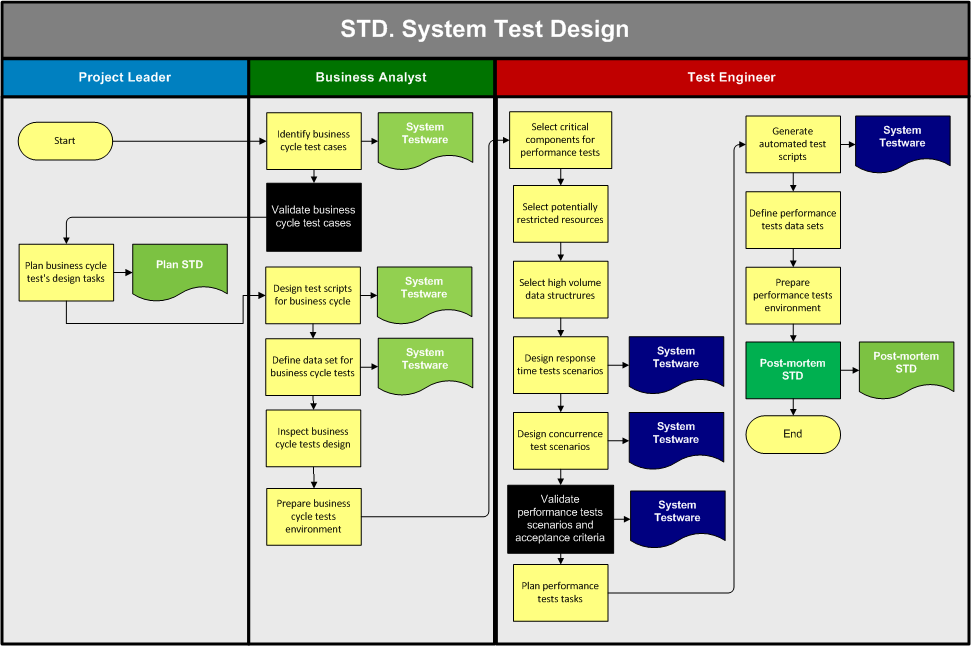 STD. System Test Design
Project Leader
Business Analyst
Test Engineer
Start
Plan business cycle
test's design tasks
Plan STD
Identify business
cycle test cases
System
Testware
Validate business
cycle test cases
Design test scripts
for business cycle
System
Testware
Define data set for
business cycle tests
System
Testware
Inspect business
cycle tests design
Prepare business
cycle tests
environment
Select critical
components for
performance tests
Select potentially
restricted resources
Select high volume
data structrures
Design response
time tests scenarios
System
Testware
Design concurrence
test scenarios
System
Testware
Validate
performance tests
scenarios and
acceptance criteria
System
Testware
Plan performance
tests tasks
Generate
automated test
scripts
System
Testware
Define performance
tests data sets
Prepare
performance tests
environment
Post-mortem
STD
Post-mortem
STD
End